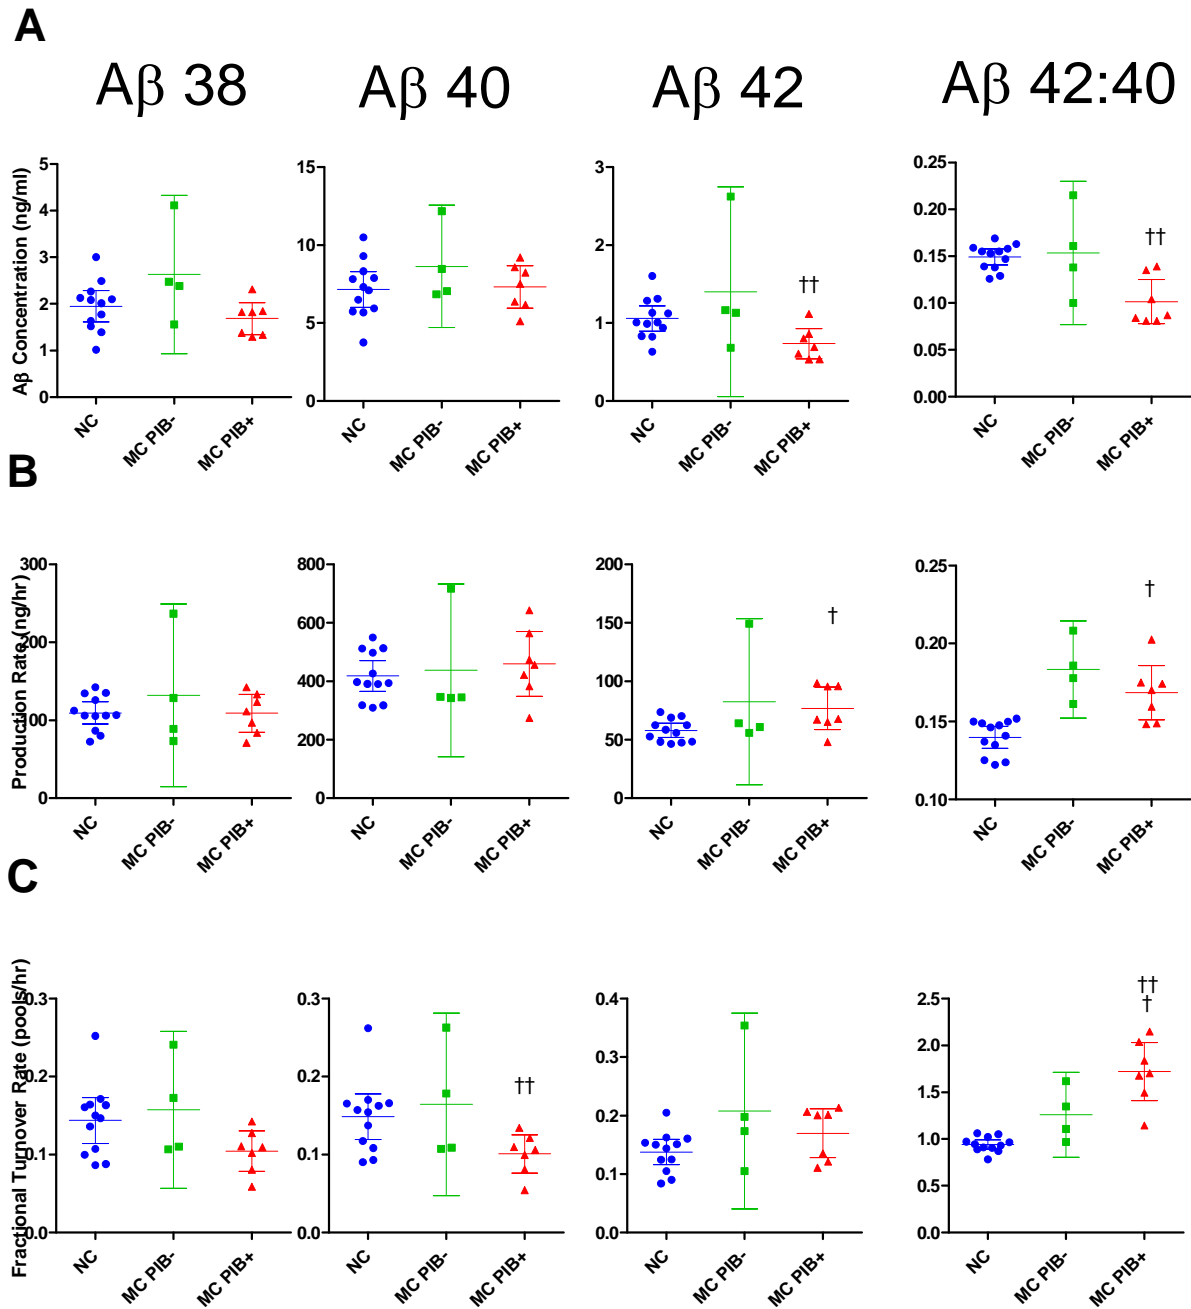 A
Aβ 38
Aβ 40
Aβ 42
Aβ 42:40
Aβ Concentration (ng/ml)
5
4
3
2
1
0
NC
MC PIB-
MC PIB+
15
10
5
0
NC
MC PIB-
MC PIB+
3
2
1
0
††
NC
MC PIB-
MC PIB+
0.25
0.20
0.15
0.10
0.05
0.00
††
NC
MC PIB-
MC PIB+
B
Production Rate (ng/hr)
300
200
100
0
NC
MC PIB-
MC PIB+
800
600
400
200
0
NC
MC PIB-
MC PIB+
200
150
100
50
0
†
NC
MC PIB-
MC PIB+
0.25
0.20
0.15
0.10
†
NC
MC PIB-
MC PIB+
C
Fractional Turnover Rate (pools/hr)
0.3
0.2
0.1
0.0
NC
MC PIB-
MC PIB+
0.3
0.2
0.1
0.0
††
NC
MC PIB-
MC PIB+
0.4
0.3
0.2
0.1
0.0
NC
MC PIB-
MC PIB+
2.5
2.0
1.5
1.0
0.5
0.0
††
†
NC
MC PIB-
MC PIB+